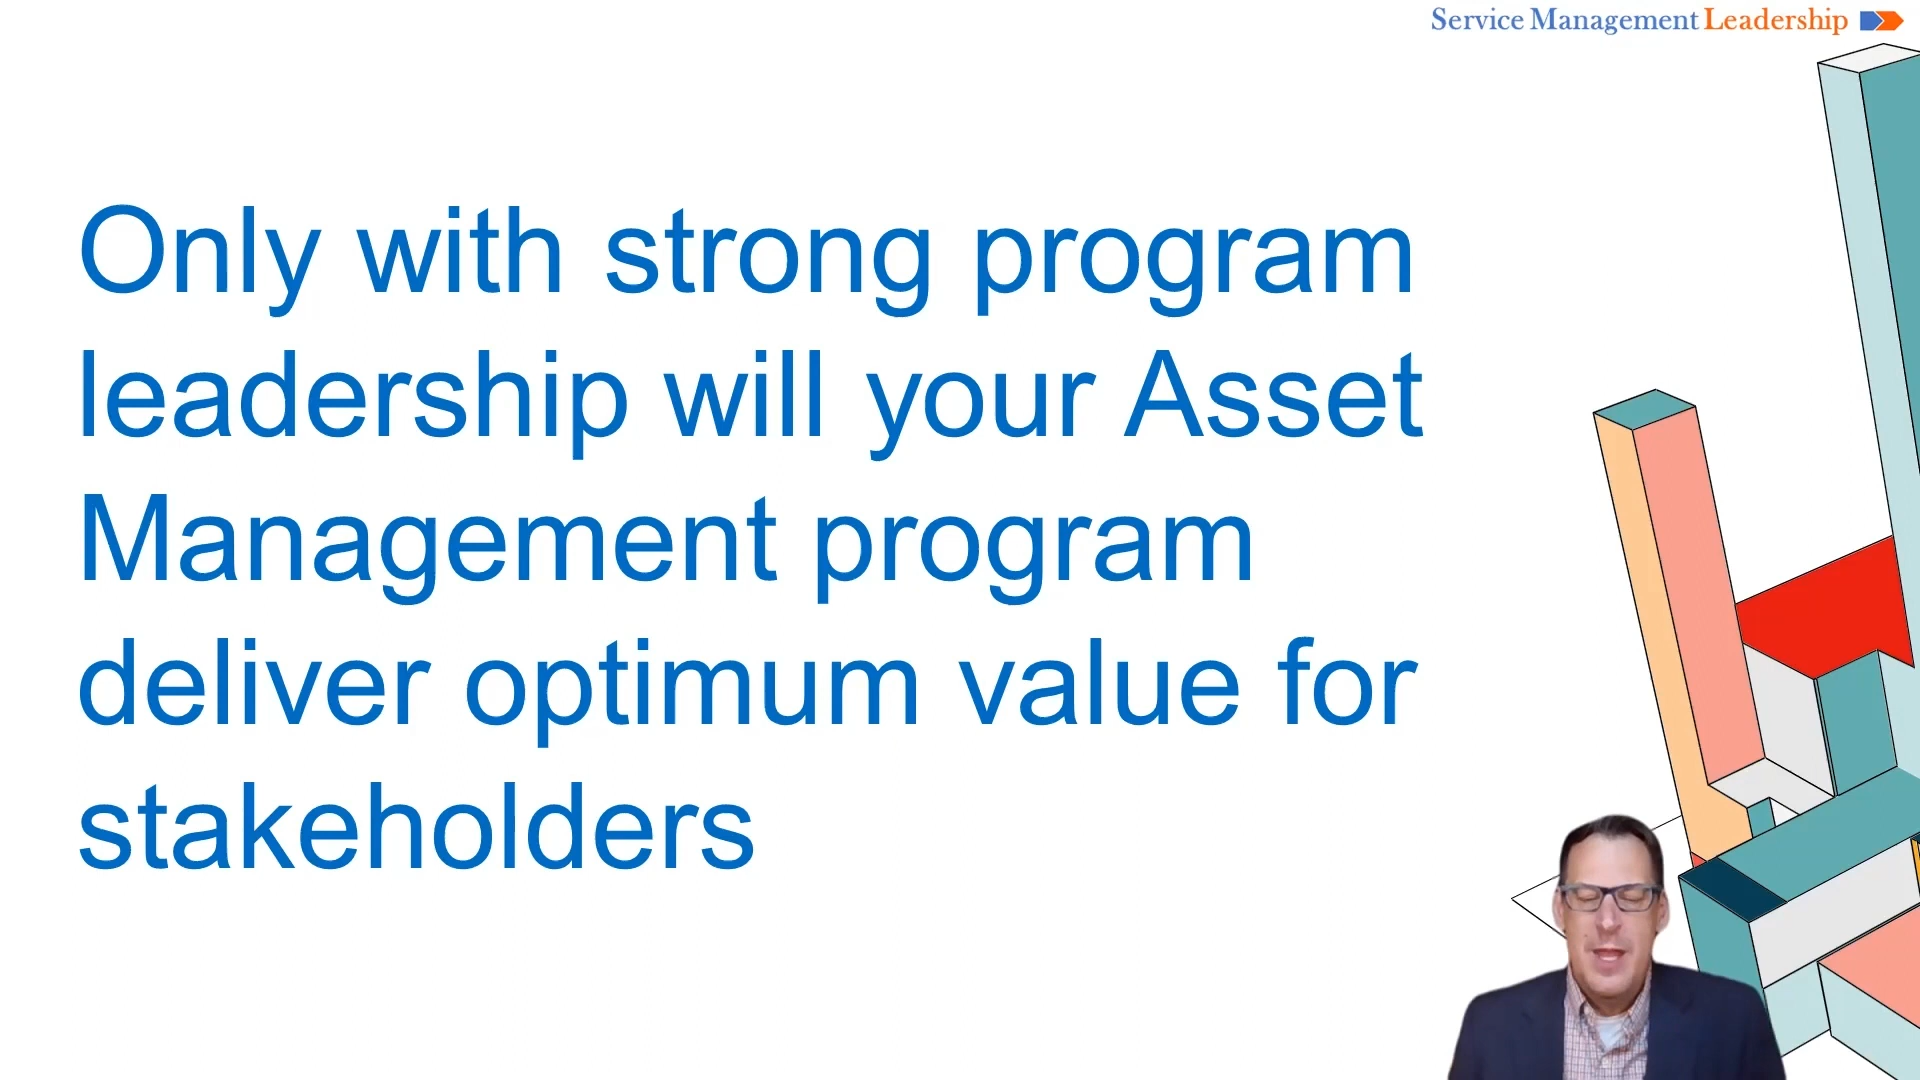 Service Management Leadership
Only with strong program
leadership will your Asset
Management program
deliver optimum value for
stakeholders